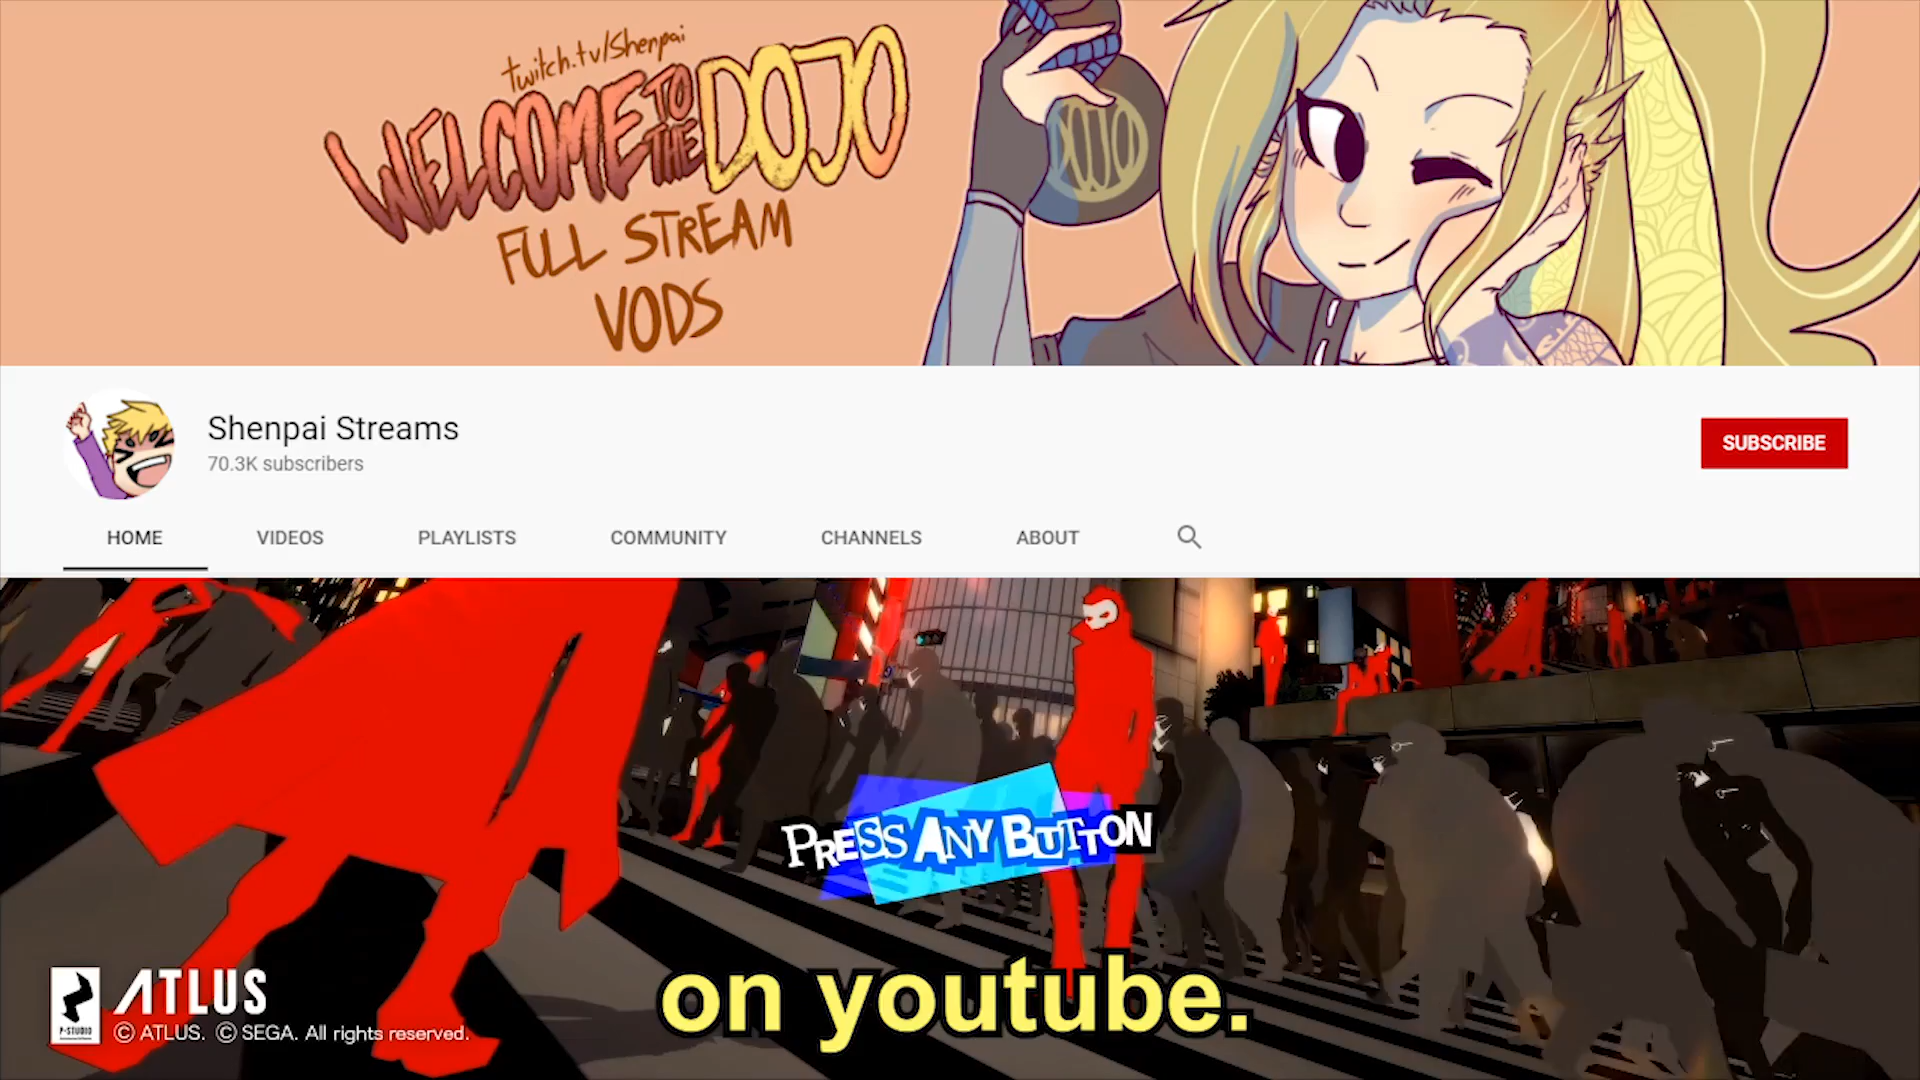 twitch.tv/Shenpai
WELCOME TO THE DOJO
FULL STREAM
VODS
DOJO
Shenpai Streams
70.3K subscribers
SUBSCRIBE
HOME VIDEOS PLAYLISTS COMMUNITY CHANNELS ABOUT
PRESS ANY BUTTON
on youtube.
P-STUDIO
ATLUS
© ATLUS. © SEGA. All rights reserved.